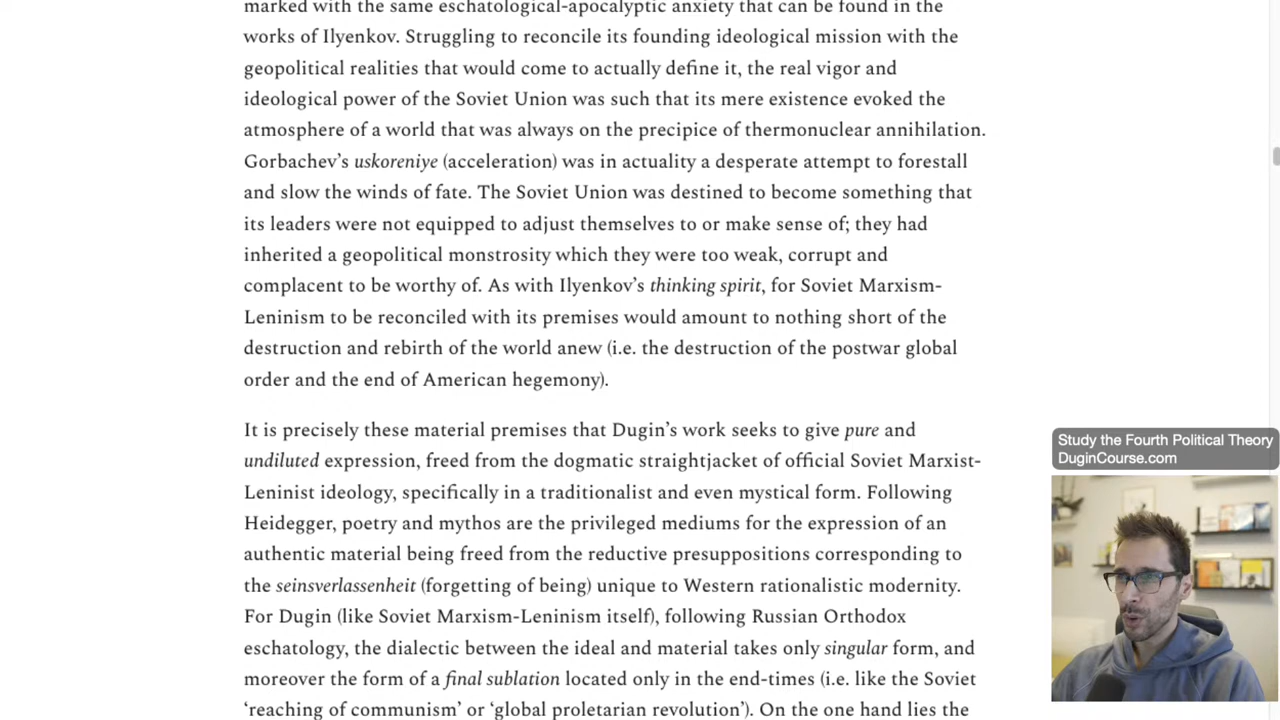 marked with the same eschatological-apocalyptic anxiety that can be found in the
works of Ilyenkov. Struggling to reconcile its founding ideological mission with the
geopolitical realities that would come to actually define it, the real vigor and
ideological power of the Soviet Union was such that its mere existence evoked the
atmosphere of a world that was always on the precipice of thermonuclear annihilation.
Gorbachev’s uskoreniye (acceleration) was in actuality a desperate attempt to forestall
and slow the winds of fate. The Soviet Union was destined to become something that
its leaders were not equipped to adjust themselves to or make sense of; they had
inherited a geopolitical monstrosity which they were too weak, corrupt and
complacent to be worthy of. As with Ilyenkov’s thinking spirit, for Soviet Marxism-
Leninism to be reconciled with its premises would amount to nothing short of the
destruction and rebirth of the world anew (i.e. the destruction of the postwar global
order and the end of American hegemony).
It is precisely these material premises that Dugin’s work seeks to give pure and
undiluted expression, freed from the dogmatic straightjacket of official Soviet Marxist-
Leninist ideology, specifically in a traditionalist and even mystical form. Following
Heidegger, poetry and mythos are the privileged mediums for the expression of an
authentic material being freed from the reductive presuppositions corresponding to
the seinsverlassenheit (forgetting of being) unique to Western rationalistic modernity.
For Dugin (like Soviet Marxism-Leninism itself), following Russian Orthodox
eschatology, the dialectic between the ideal and material takes only singular form, and
moreover the form of a final sublation located only in the end-times (i.e. like the Soviet
‘reaching of communism’ or ‘global proletarian revolution’). On the one hand lies the
Study the Fourth Political Theory
DuginCourse.com